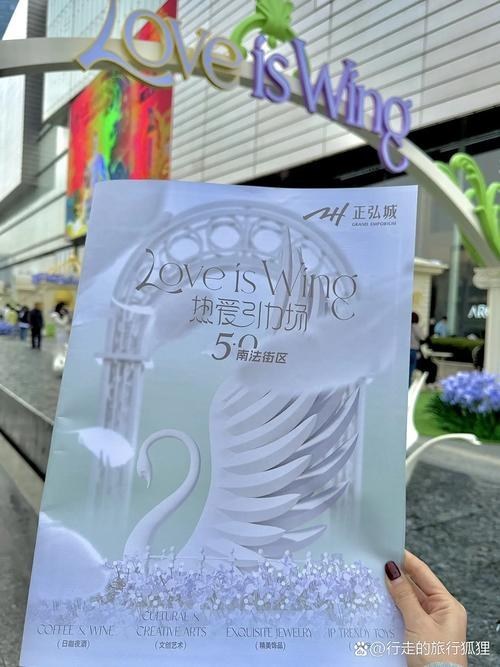 Love is Wing
正弘城
GRAND EMPORIUM
Love is Wing
热爱引力场
5.0 南法街区
COFFEE & WINE
(日咖夜酒)
CULTURAL &
CREATIVE ARTS
(文创艺术)
EXQUISITE JEWELRY
(精美饰品)
IP TRENDY TOYS
@行走的旅行狐狸